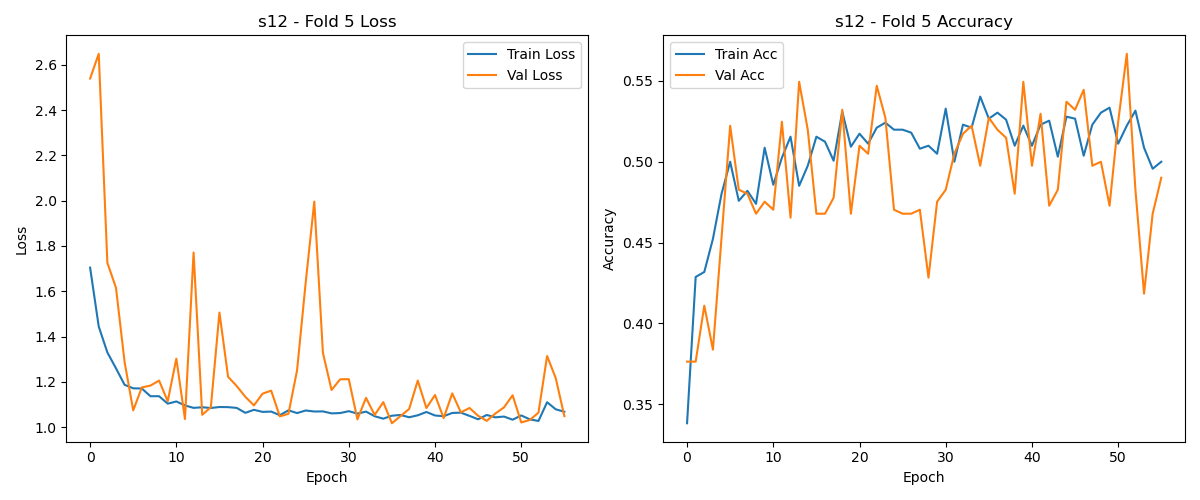 s12 - Fold 5 Loss
Train Loss
Val Loss
Loss
2.6
2.4
2.2
2.0
1.8
1.6
1.4
1.2
1.0
0 10 20 30 40 50
Epoch
s12 - Fold 5 Accuracy
Train Acc
Val Acc
Accuracy
0.55
0.50
0.45
0.40
0.35
0 10 20 30 40 50
Epoch